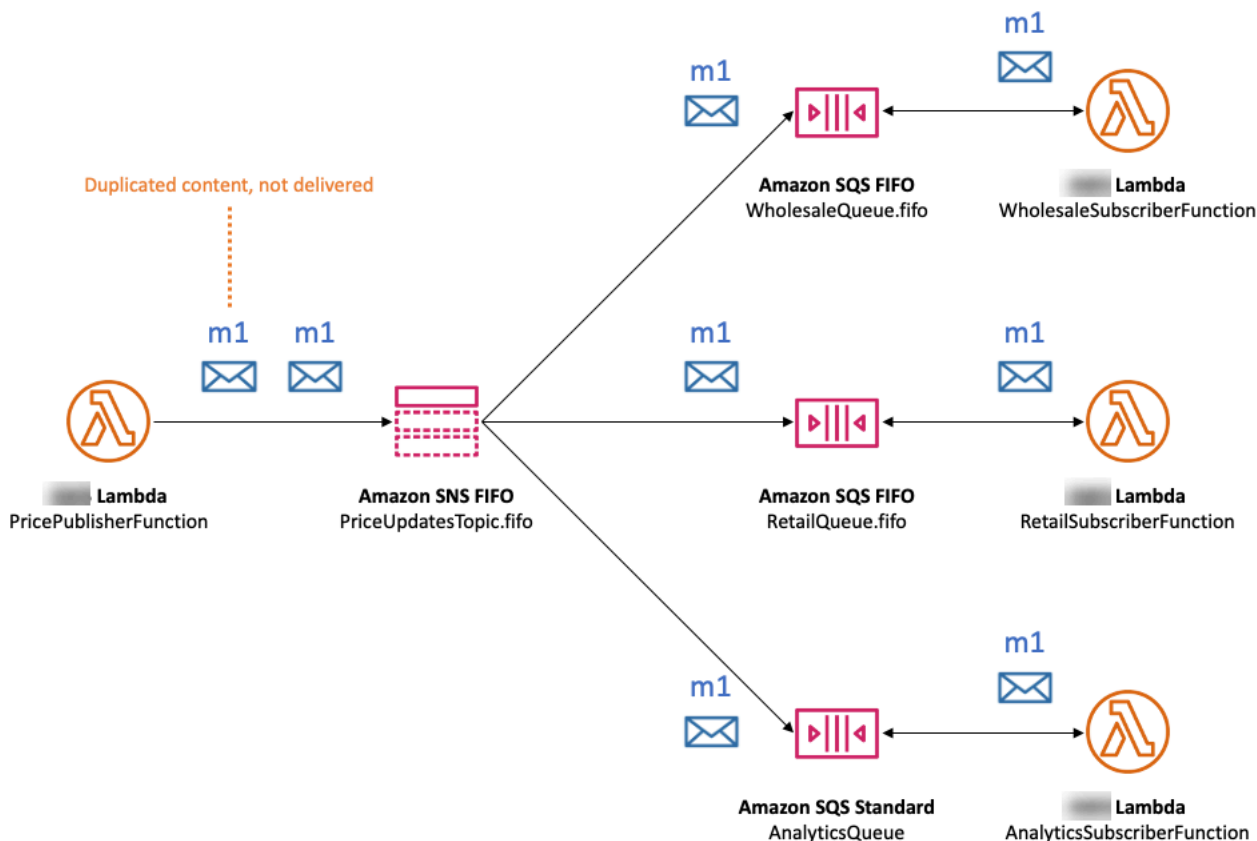 m1
m1
Amazon SQS FIFO
WholesaleQueue.fifo
Lambda
WholesaleSubscriberFunction
Duplicated content, not delivered
m1
m1
m1
m1
Lambda
PricePublisherFunction
Amazon SNS FIFO
PriceUpdatesTopic.fifo
Amazon SQS FIFO
RetailQueue.fifo
Lambda
RetailSubscriberFunction
m1
m1
Amazon SQS Standard
AnalyticsQueue
Lambda
AnalyticsSubscriberFunction